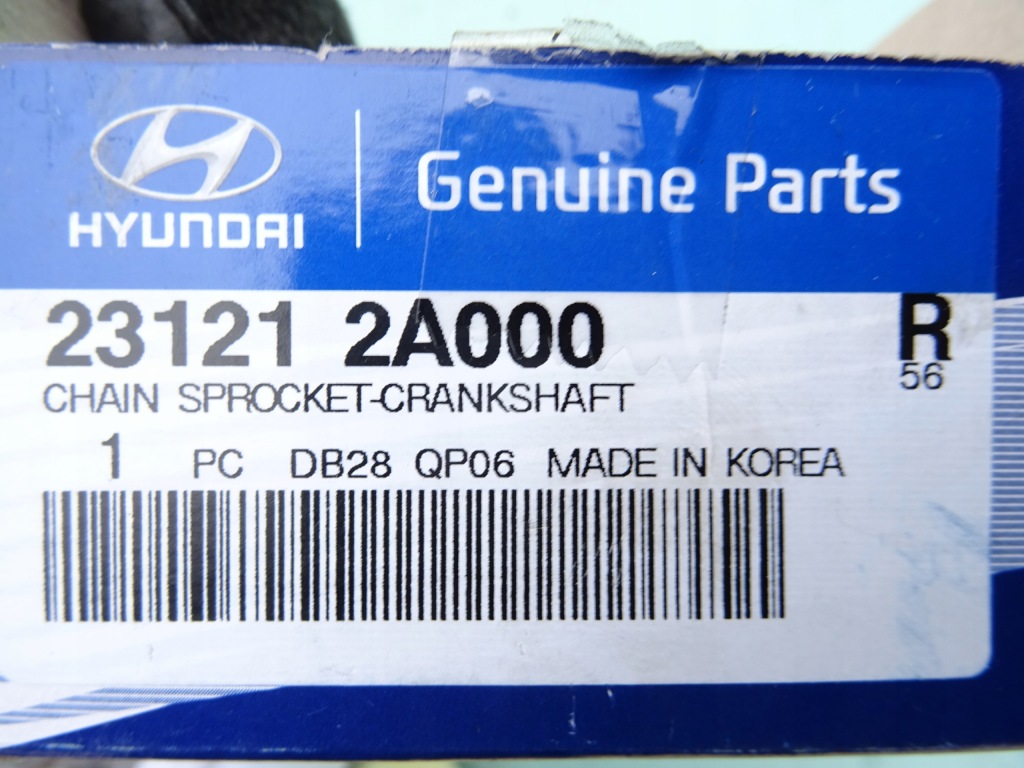 HYUNDAI
Genuine Parts
23121 2A000 R
56
CHAIN SPROCKET-CRANKSHAFT
1 PC DB28 QP06 MADE IN KOREA